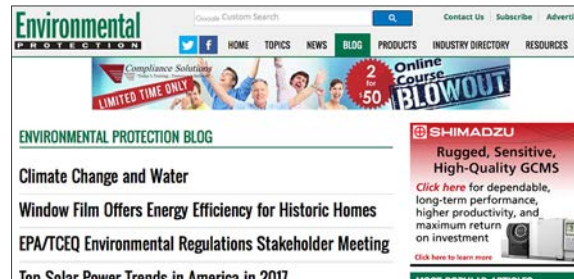 Environmental
PROTECTION
Google Custom Search
Contact Us Subscribe Adverti
HOME TOPICS NEWS BLOG PRODUCTS INDUSTRY DIRECTORY RESOURCES
Compliance Solutions
LIMITED TIME ONLY
2 for $50
Online Course
BLOWOUT
ENVIRONMENTAL PROTECTION BLOG
Climate Change and Water
Window Film Offers Energy Efficiency for Historic Homes
EPA/TCEQ Environmental Regulations Stakeholder Meeting
Top Solar Power Trends in America in 2017
SHIMADZU
Rugged, Sensitive,
High-Quality GCMS
Click here for dependable,
long-term performance,
higher productivity, and
maximum return
on investment
Click here to learn more
MOST POPULAR ARTICLES